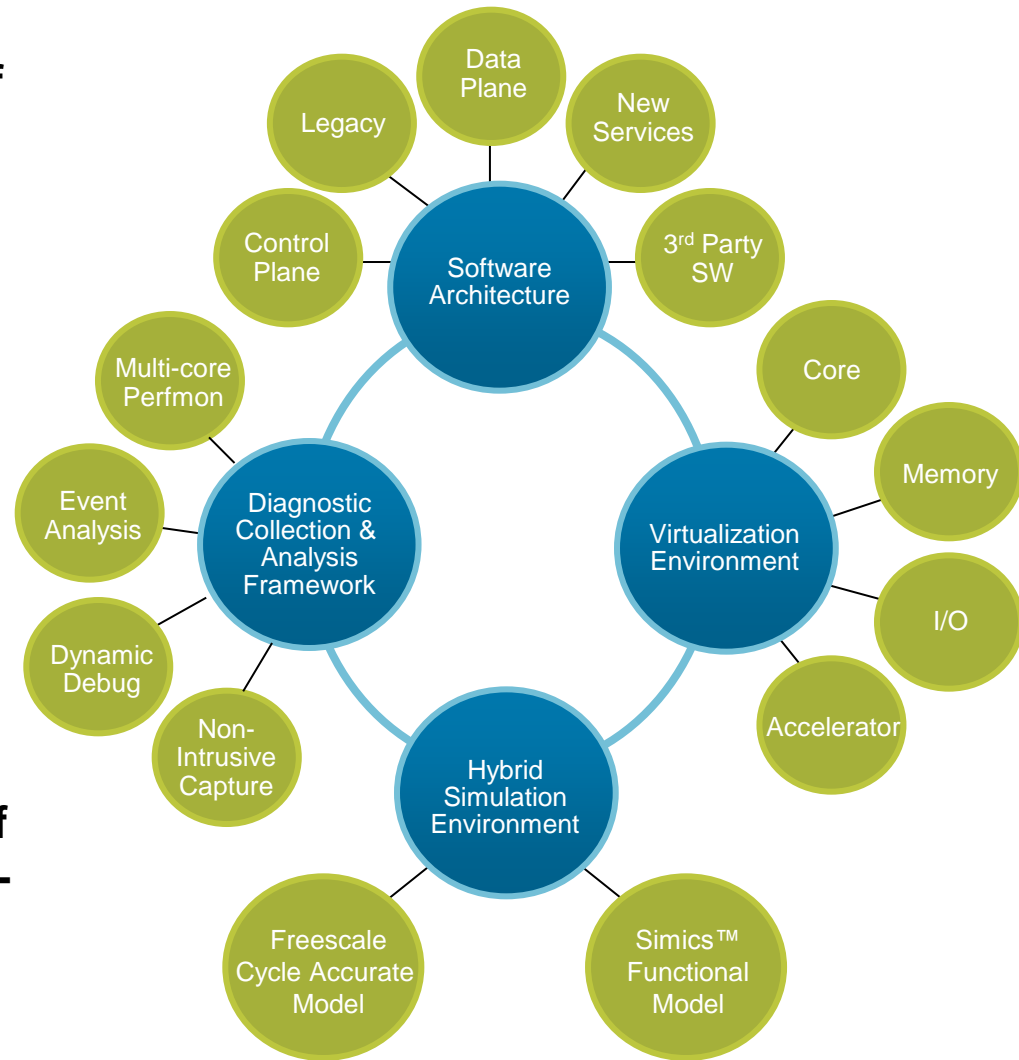 f
Data
Plane
New
Services
Legacy
Control
Plane
3rd Party
SW
Software
Architecture
Core
Multi-core
Perfmon
Memory
Event
Analysis
Diagnostic
Collection &
Analysis
Framework
Virtualization
Environment
I/O
Dynamic
Debug
Accelerator
Non-
Intrusive
Capture
Hybrid
Simulation
Environment
f
-
Freescale
Cycle Accurate
Model
Simics™
Functional
Model